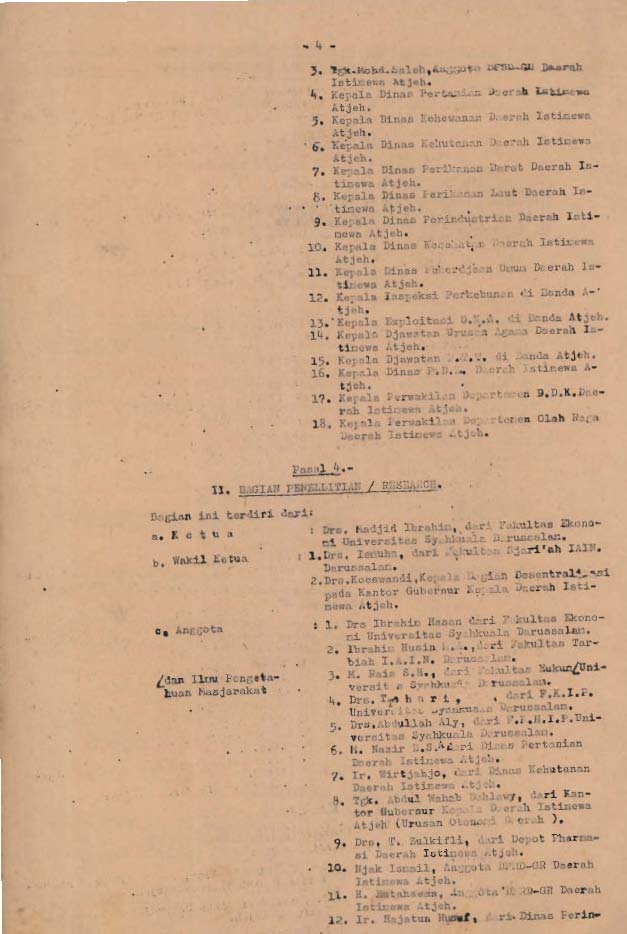 - 4 -
3. Tgk.Mohd.Saleh,Anggota DPRD-GR Daerah
Istimewa Atjeh.
4. Kepala Dinas Pertanian Daerah Istimewa
Atjeh.
5. Kepala Dinas Kehewanan Daerah Istimewa
Atjeh.
6. Kepala Dinas Kehutanan Daerah Istimewa
Atjeh.
7. Kepala Dinas Perikanan Darat Daerah Is-
timewa Atjeh.
8. Kepala Dinas Perikanan Laut Daerah Is-
timewa Atjeh.
9. Kepala Dinas Perindustrian Daerah Isti-
mewa Atjeh.
10. Kepala Dinas Kesehatan Daerah Istimewa
Atjeh.
11. Kepala Dinas Pekerdjaan Umum Daerah Is-
timewa Atjeh.
12. Kepala Inspeksi Perkebunan di Banda A-
tjeh.
13. Kepala Exploitasi D.K.A. di Banda Atjeh.
14. Kepala Djawatan Urusan Agama Daerah Is-
timewa Atjeh.
15. Kepala Djawatan di Banda Atjeh.
16. Kepala Dinas Daerah Istimewa A-
tjeh.
17. Kepala Perwakilan Departemen P.D.K.Dae-
rah Istimewa Atjeh.
18. Kepala Perwakilan Departemen Olah Raga
Daerah Istimewa Atjeh.
Pasal 4.-
II. BAGIAN PENELLITIAN / RESEARCH.
Bagian ini terdiri dari:
a. K e t u a : Drs. Madjid Ibrahim, dari Fakultas Ekono-
mi Universitas Syahkuala Darussalam.
b. Wakil Ketua : 1.Drs. Ismuha, dari Fakultas Sjari'ah IAIN.
Darussalam.
2.Drs.Koeswandi,Kepala Bagian Desentralisasi
pada Kantor Gubernur Kepala Daerah Isti-
mewa Atjeh.
c. Anggota : 1. Drs Ibrahim Hasan dari Fakultas Ekono-
mi Universitas Syahkuala Darussalam.
2. Ibrahim Husin M.A.,dari Fakultas Tar-
biah I.A.I.N. Darussalam.
3. M. Rais S.H., dari Fakultas Hukum/Uni-
versitas Syahkuala Darussalam.
/dan Ilmu Pengeta-
huan Masjarakat
4. Drs. dari F.K.I.P.
Universitas Syahkuala Darussalam.
5. Drs.Abdullah Aly, dari Uni-
versitas Syahkuala Darussalam.
6. M. Nazir B.S.A dari Dinas Pertanian
Daerah Istimewa Atjeh.
7. Ir. Wirtjahjo, dari Dinas Kehutanan
Daerah Istimewa Atjeh.
8. Tgk. Abdul Wahab Dahlawy, dari Kan-
tor Gubernur Kepala Daerah Istimewa
Atjeh (Urusan Otonomi Daerah ).
9. Drs. T. Zulkifli, dari Depot Pharma-
si Daerah Istimewa Atjeh.
10. Njak Ismail, Anggota DPRD-GR Daerah
Istimewa Atjeh.
11. H. Hutahaean, Anggota DPRD-GR Daerah
Istimewa Atjeh.
12. Ir. Hajatun Nusuf, dari Dinas Perin-